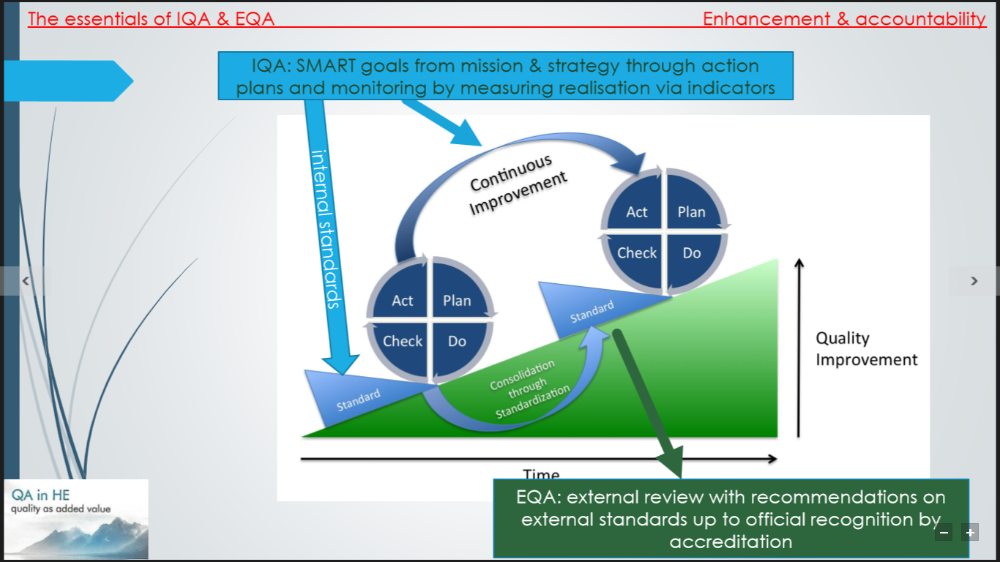 The essentials of IQA & EQA
Enhancement & accountability
IQA: SMART goals from mission & strategy through action
plans and monitoring by measuring realisation via indicators
internal standards
Continuous
Improvement
Act
Plan
Check
Do
Act
Plan
Check
Do
Standard
Standard
Consolidation
through
Standardization
Quality
Improvement
Time
QA in HE
quality as added value
EQA: external review with recommendations on
external standards up to official recognition by
accreditation